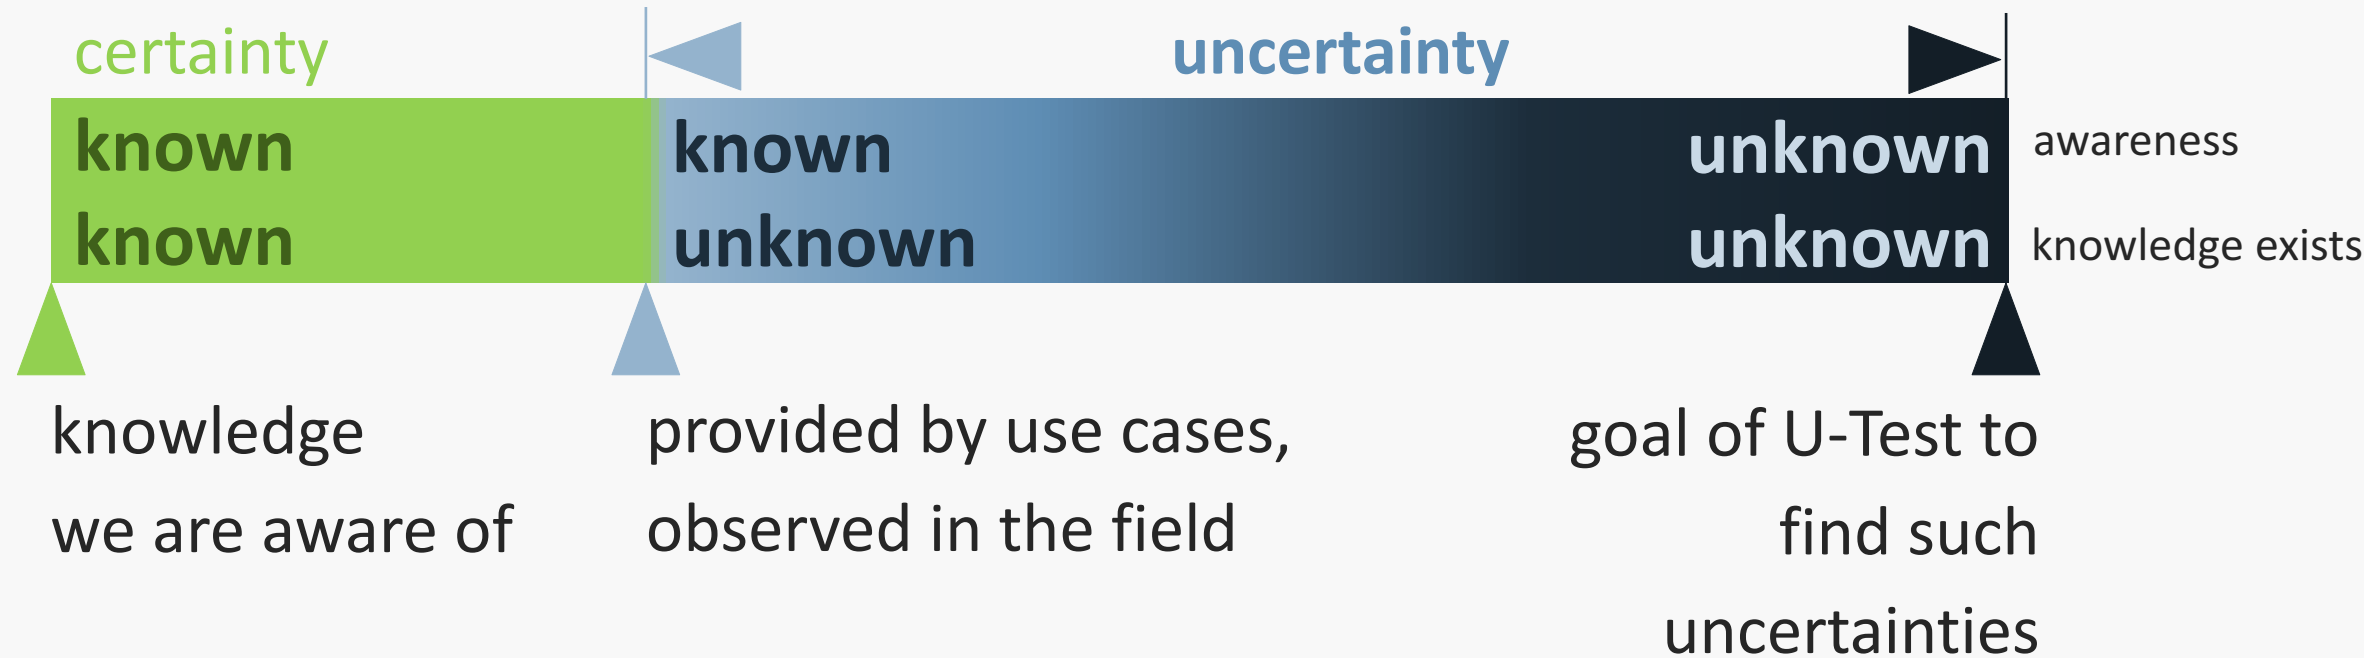 certainty
uncertainty
known
known
unknown
awareness
known
unknown
unknown
knowledge exists
knowledge
we are aware of
provided by use cases,
observed in the field
goal of U-Test to
find such
uncertainties